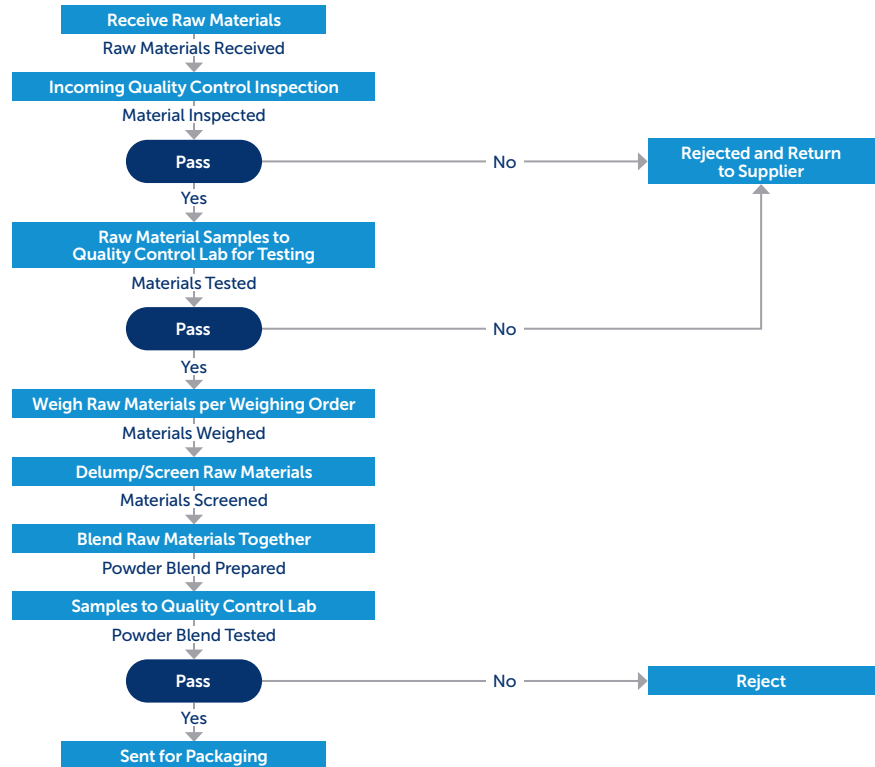 Receive Raw Materials
Raw Materials Received
Incoming Quality Control Inspection
Material Inspected
Pass
No
Rejected and Return
to Supplier
Yes
Raw Material Samples to
Quality Control Lab for Testing
Materials Tested
Pass
No
Yes
Weigh Raw Materials per Weighing Order
Materials Weighed
Delump/Screen Raw Materials
Materials Screened
Blend Raw Materials Together
Powder Blend Prepared
Samples to Quality Control Lab
Powder Blend Tested
Pass
No
Reject
Yes
Sent for Packaging